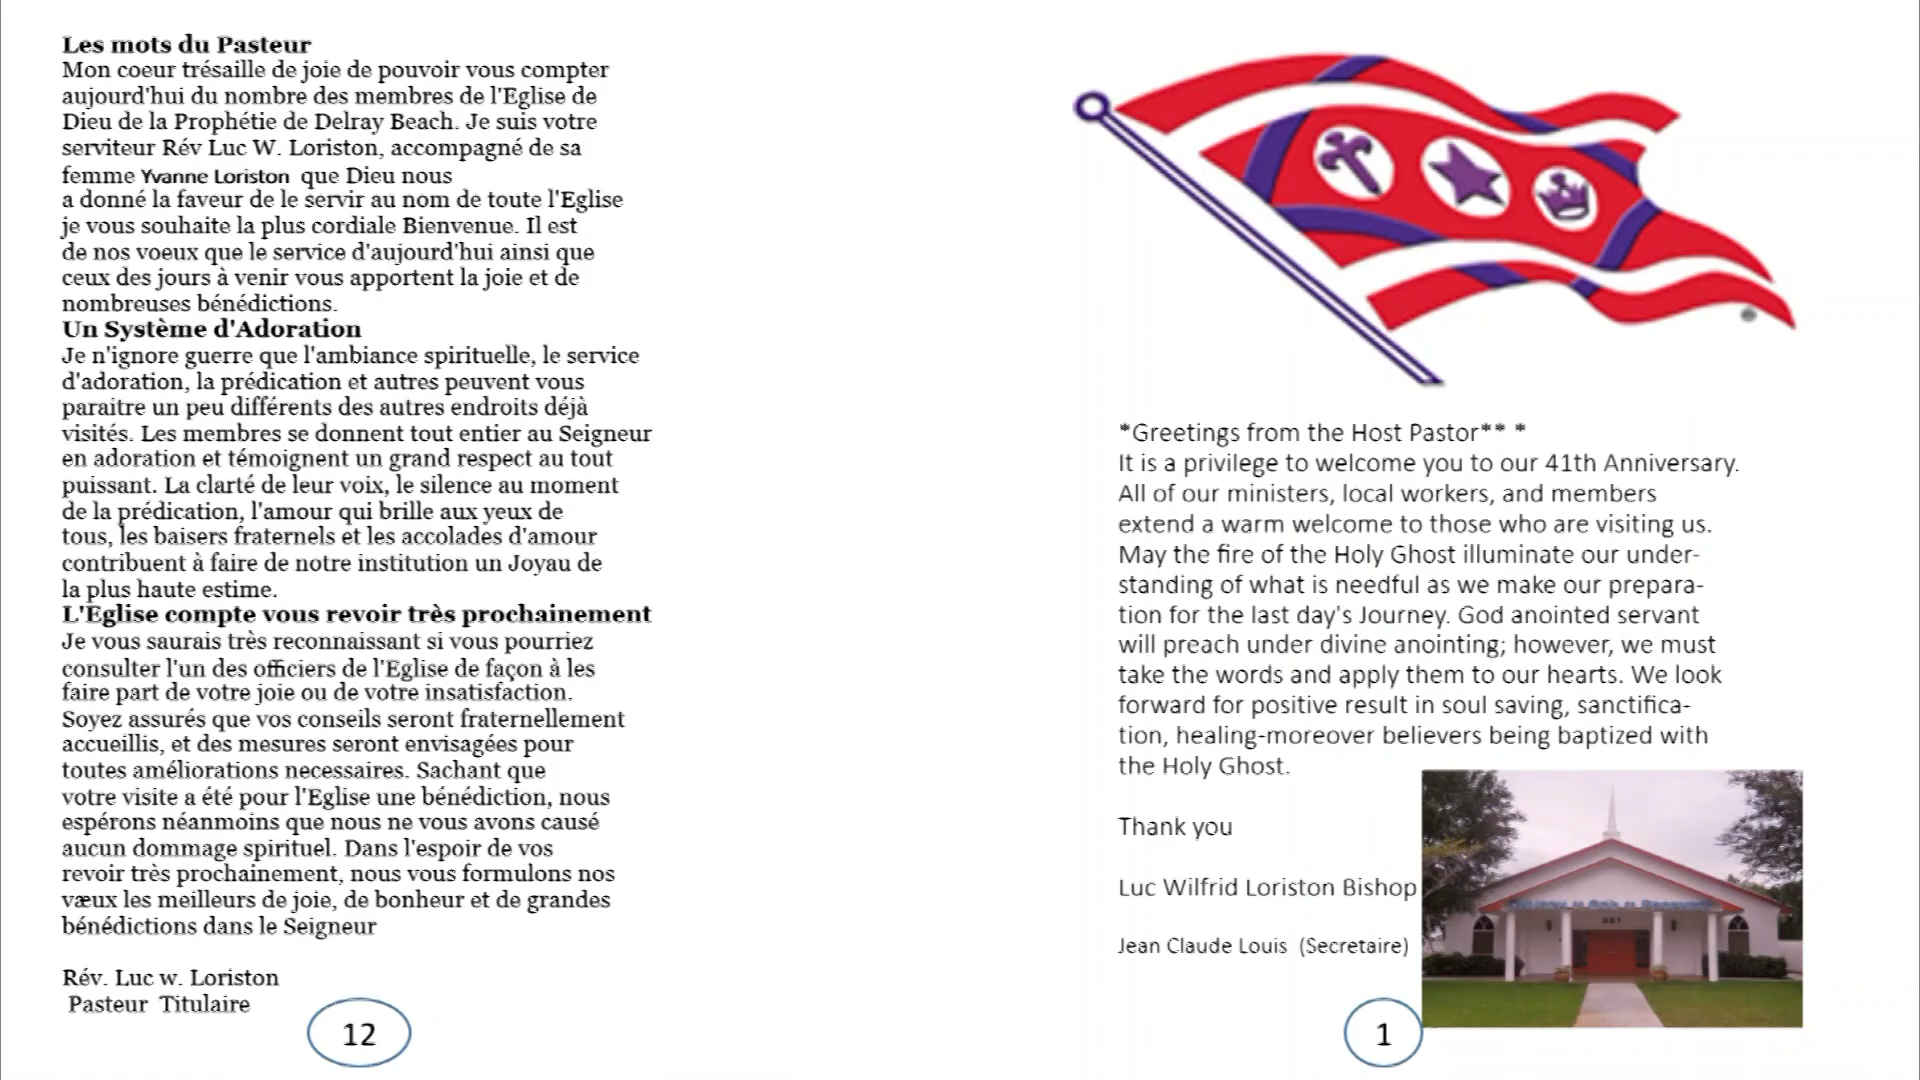 Les mots du Pasteur
Mon coeur trésaille de joie de pouvoir vous compter
aujourd'hui du nombre des membres de l'Eglise de
Dieu de la Prophétie de Delray Beach. Je suis votre
serviteur Rév Luc W. Loriston, accompagné de sa
femme Yvanne Loriston que Dieu nous
a donné la faveur de le servir au nom de toute l'Eglise
je vous souhaite la plus cordiale Bienvenue. Il est
de nos voeux que le service d'aujourd'hui ainsi que
ceux des jours à venir vous apportent la joie et de
nombreuses bénédictions.
Un Système d'Adoration
Je n'ignore guerre que l'ambiance spirituelle, le service
d'adoration, la prédication et autres peuvent vous
paraitre un peu différents des autres endroits déjà
visités. Les membres se donnent tout entier au Seigneur
en adoration et témoignent un grand respect au tout
puissant. La clarté de leur voix, le silence au moment
de la prédication, l'amour qui brille aux yeux de
tous, les baisers fraternels et les accolades d'amour
contribuent à faire de notre institution un Joyau de
la plus haute estime.
L'Eglise compte vous revoir très prochainement
Je vous saurais très reconnaissant si vous pourriez
consulter l'un des officiers de l'Eglise de façon à les
faire part de votre joie ou de votre insatisfaction.
Soyez assurés que vos conseils seront fraternellement
accueillis, et des mesures seront envisagées pour
toutes améliorations necessaires. Sachant que
votre visite a été pour l'Eglise une bénédiction, nous
espérons néanmoins que nous ne vous avons causé
aucun dommage spirituel. Dans l'espoir de vos
revoir très prochainement, nous vous formulons nos
væux les meilleurs de joie, de bonheur et de grandes
bénédictions dans le Seigneur
Rév. Luc w. Loriston
Pasteur Titulaire
12
*Greetings from the Host Pastor** *
It is a privilege to welcome you to our 41th Anniversary.
All of our ministers, local workers, and members
extend a warm welcome to those who are visiting us.
May the fire of the Holy Ghost illuminate our under-
standing of what is needful as we make our prepara-
tion for the last day's Journey. God anointed servant
will preach under divine anointing; however, we must
take the words and apply them to our hearts. We look
forward for positive result in soul saving, sanctifica-
tion, healing-moreover believers being baptized with
the Holy Ghost.
Thank you
Luc Wilfrid Loriston Bishop
Jean Claude Louis (Secretaire)
1